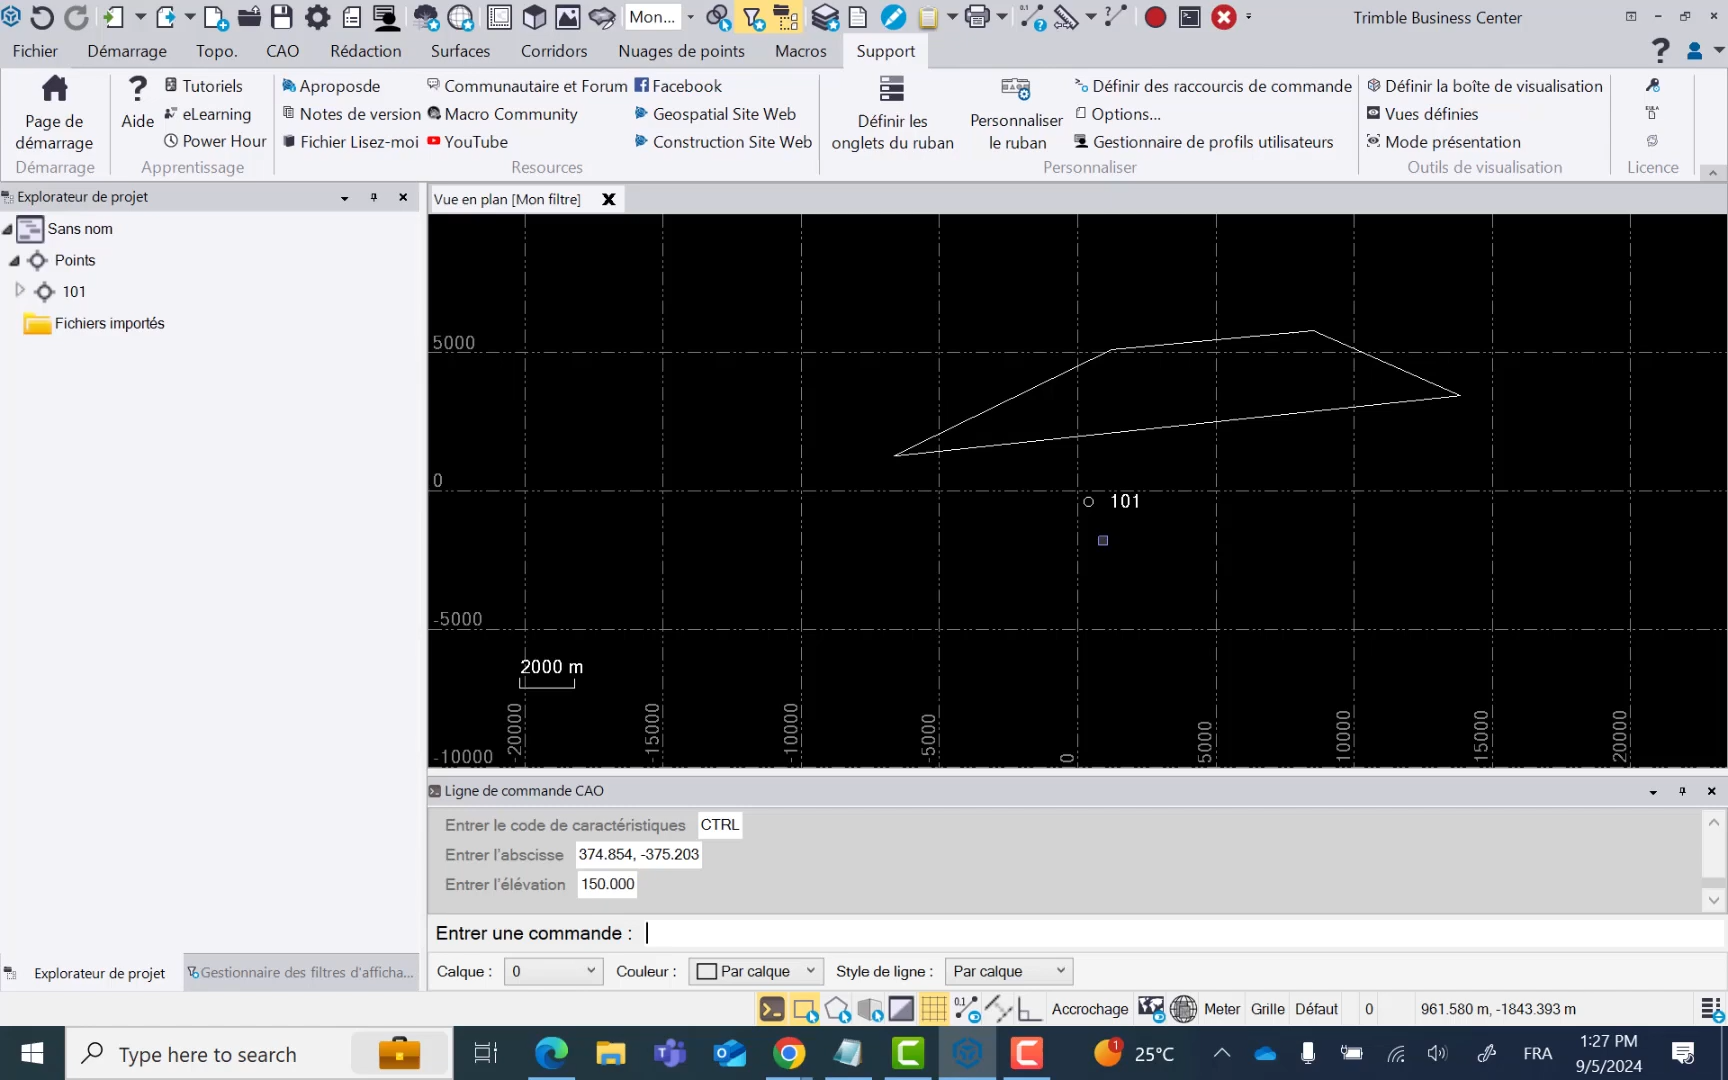 Mon...
Trimble Business Center
Fichier
Démarrage
Topo.
CAO
Rédaction
Surfaces
Corridors
Nuages de points
Macros
Support
Page de démarrage
Démarrage
Aide
Tutoriels
eLearning
Power Hour
Apprentissage
Aproposde
Notes de version
Fichier Lisez-moi
Communautaire et Forum
Macro Community
YouTube
Facebook
Geospatial Site Web
Construction Site Web
Resources
Définir les onglets du ruban
Personnaliser le ruban
Définir des raccourcis de commande
Options...
Gestionnaire de profils utilisateurs
Personnaliser
Définir la boîte de visualisation
Vues définies
Mode présentation
Outils de visualisation
EULA
Licence
Explorateur de projet
Sans nom
Points
101
Fichiers importés
Vue en plan [Mon filtre]
5000
0
-5000
-10000
101
2000 m
-20000
-15000
-10000
-5000
0
5000
10000
15000
20000
Ligne de commande CAO
Entrer le code de caractéristiques CTRL
Entrer l'abscisse 374.854, -375.203
Entrer l'élévation 150.000
Entrer une commande :
Explorateur de projet
Gestionnaire des filtres d'afficha...
Calque : 0
Couleur : Par calque
Style de ligne : Par calque
Accrochage
Meter
Grille
Défaut
0
961.580 m, -1843.393 m
Type here to search
25°C
FRA
1:27 PM
9/5/2024